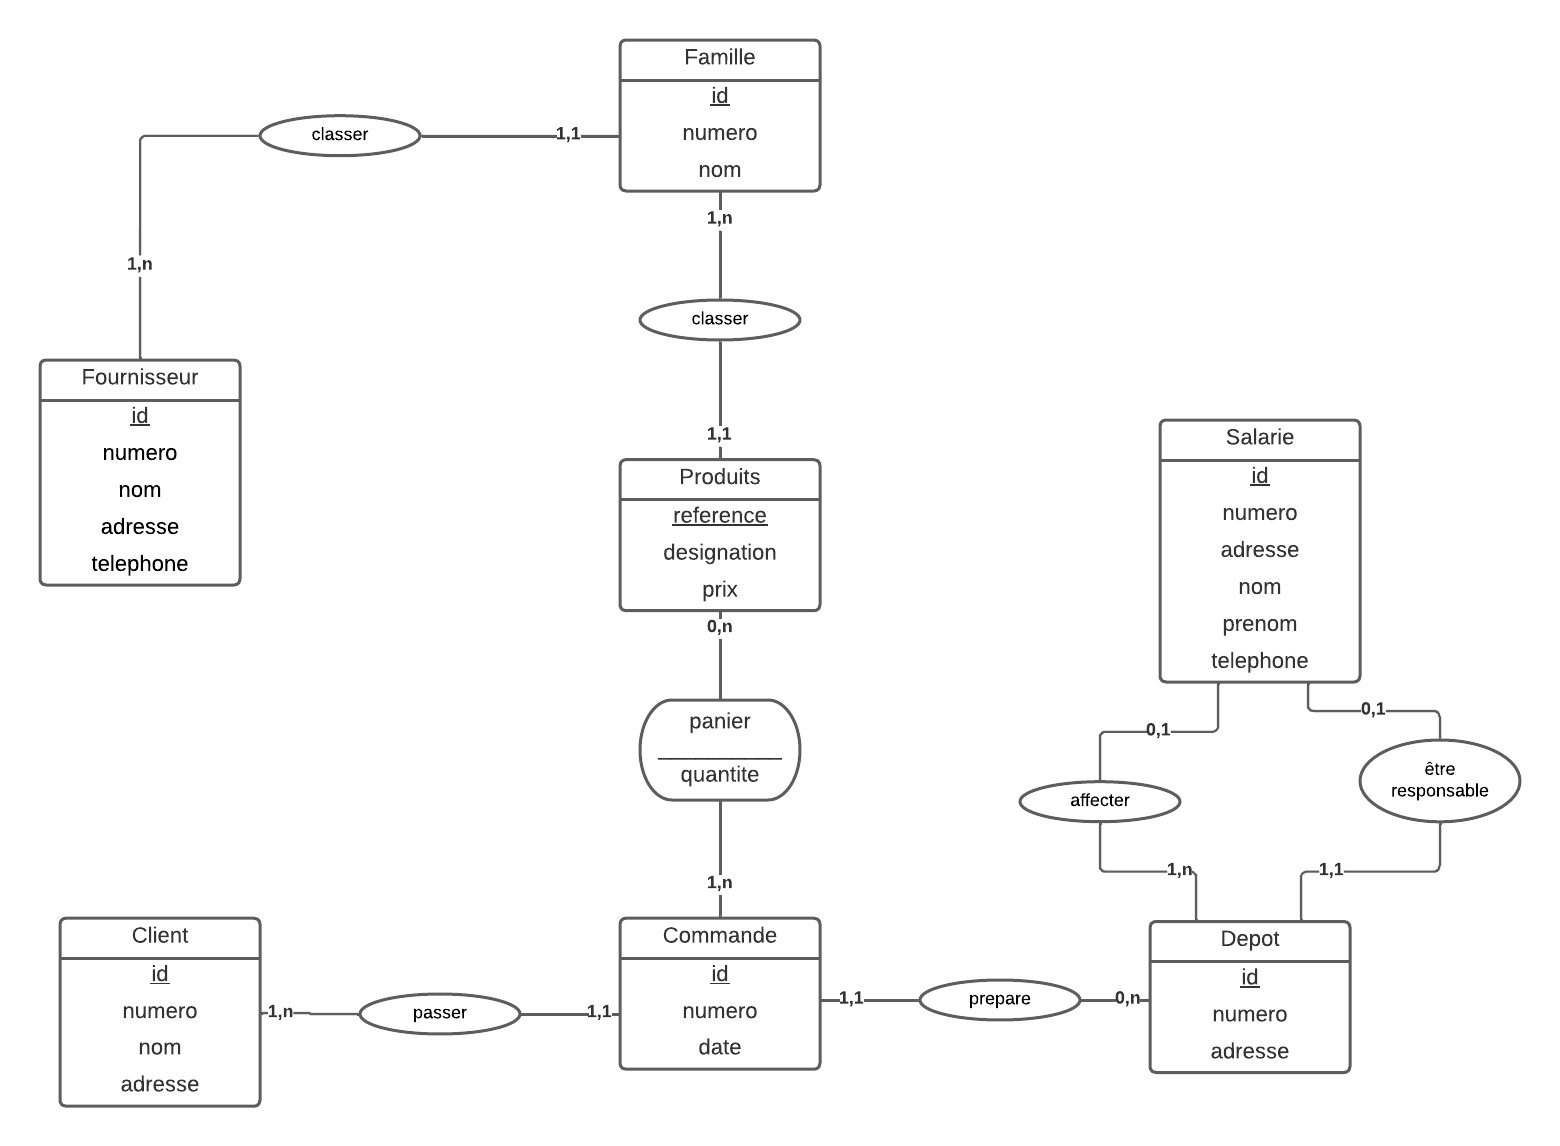 Famille
id
numero
nom
classer
1,1
1,n
1,n
classer
1,1
Fournisseur
id
numero
nom
adresse
telephone
Produits
reference
designation
prix
0,n
panier
quantite
1,n
Salarie
id
numero
adresse
nom
prenom
telephone
0,1
0,1
affecter
être
responsable
1,n
1,1
Client
id
numero
nom
adresse
1,n
passer
1,1
Commande
id
numero
date
1,1
prepare
0,n
Depot
id
numero
adresse